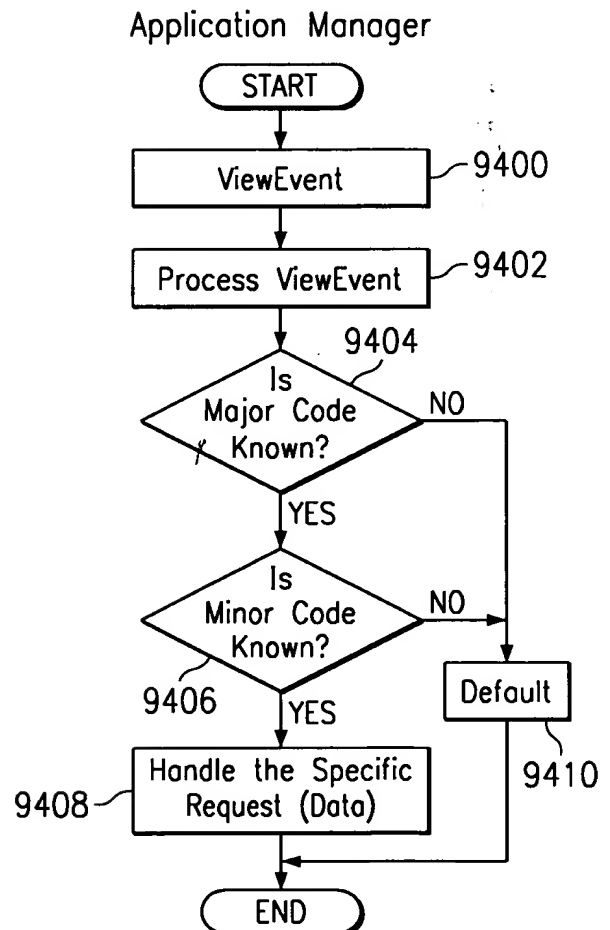 Application Manager
START
ViewEvent
9400
Process ViewEvent
9402
9404
Is
Major Code
Known?
NO
YES
Is
Minor Code
Known?
NO
9406
YES
Default
9410
Handle the Specific
Request (Data)
9408
END